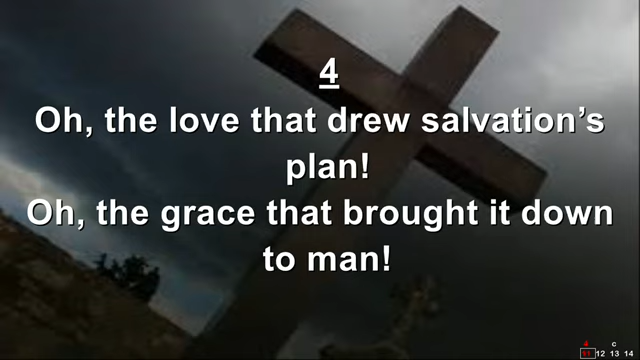 4
Oh, the love that drew salvation’s
plan!
Oh, the grace that brought it down
to man!
C
11 12 13 14